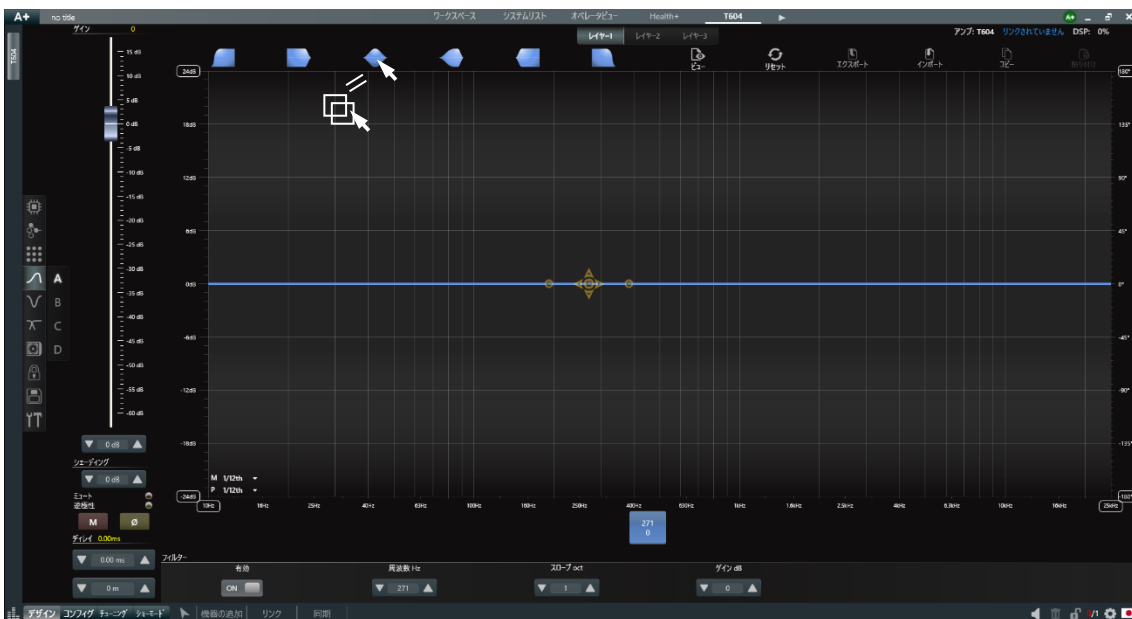 A+ no title ワークスペース システムリスト オペレータビュー Health+ T604
A+
T604
ゲイン 0
レイヤー1 レイヤー2 レイヤー3
アンプ: T604 リンクされていません DSP: 0%
ビュー リセット エクスポート インポート コピー
24dB 180°
18dB 135°
12dB 90°
6dB 45°
0dB 0°
-6dB -45°
-12dB -90°
-18dB -135°
-24dB -180°
15 dB
10 dB
5 dB
0 dB
-5 dB
-10 dB
-15 dB
-20 dB
-25 dB
-30 dB
-35 dB
-40 dB
-45 dB
-50 dB
-55 dB
-60 dB
A
B
C
D
M 1/12th
P 1/12th
10Hz 16Hz 25Hz 40Hz 63Hz 100Hz 160Hz 250Hz 400Hz 630Hz 1kHz 1.6kHz 2.5kHz 4kHz 6.3kHz 10kHz 16kHz 25kHz
271
0
0 dB
シェーディング
0 dB
ミュート
逆極性
M Ø
ディレイ 0.00ms
0.00 ms
0 m
フィルター
有効 周波数 Hz スロープ oct ゲイン dB
ON 271 1 0
デザイン コンフィグ チューニング ショーモード 機器の追加 リンク 同期
1/1